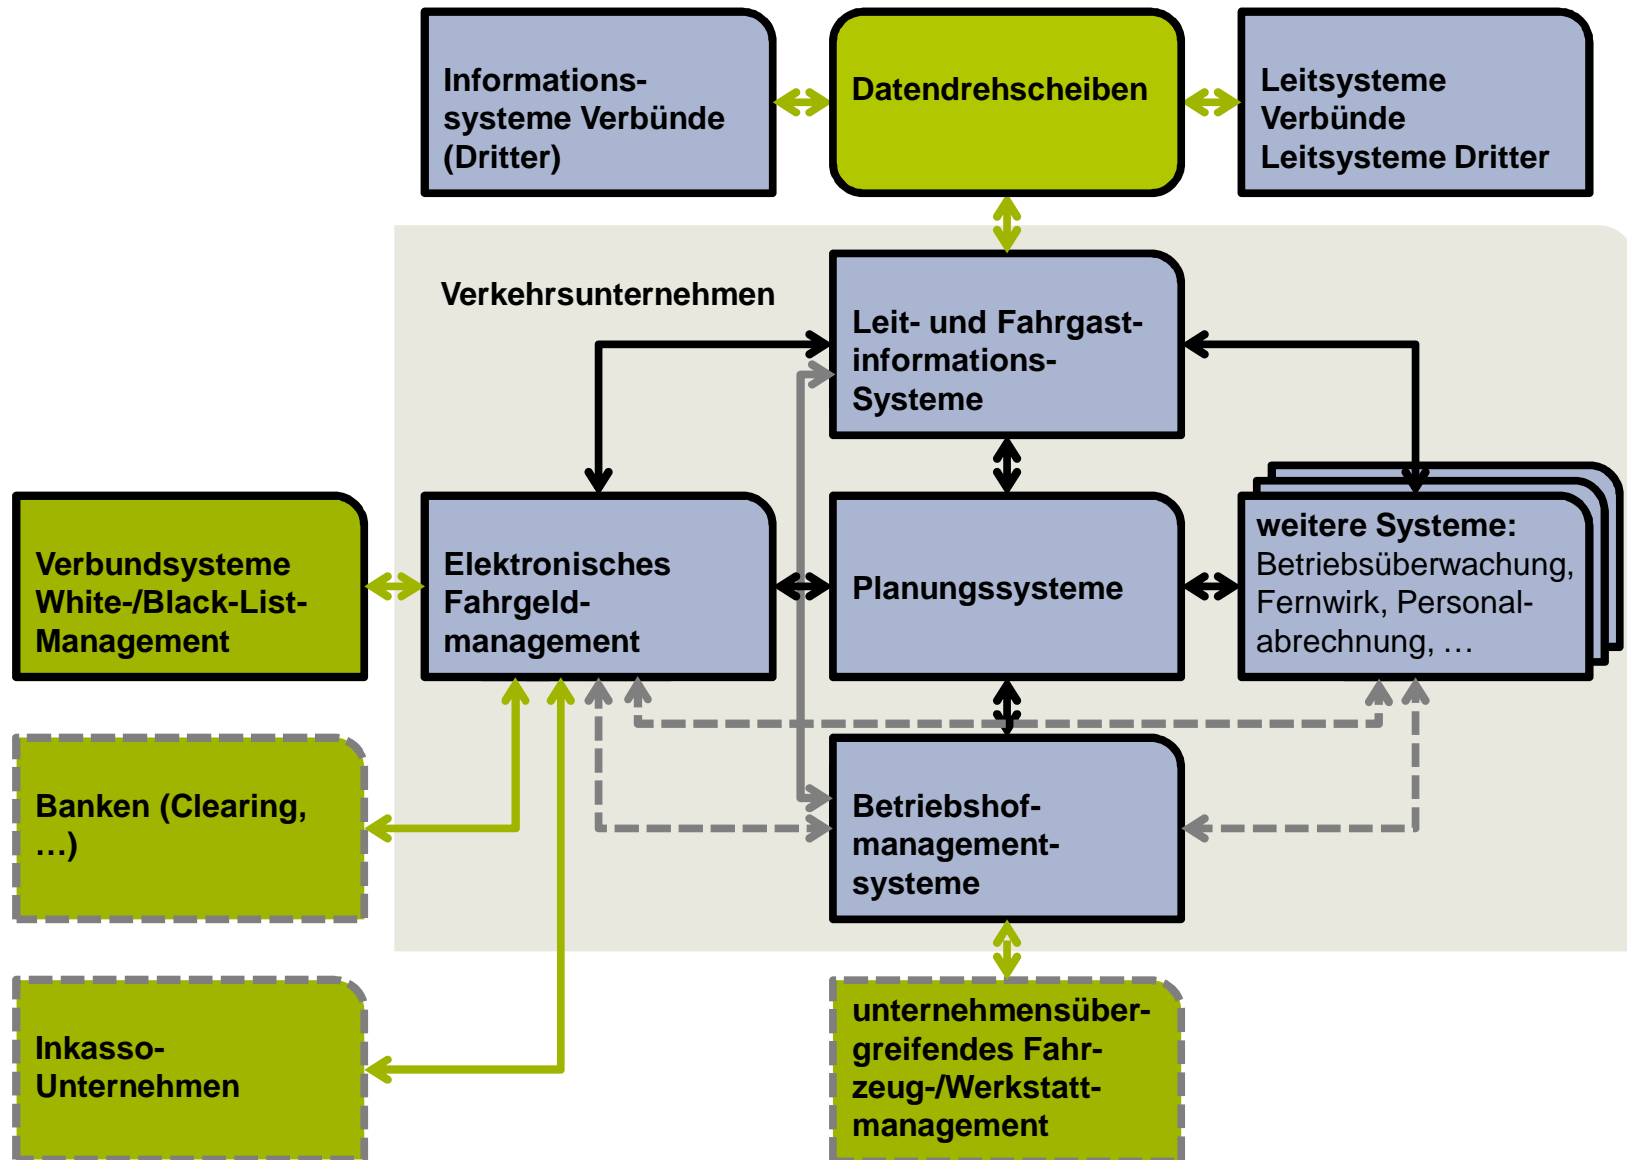 Informations-
systeme Verbünde
(Dritter)
Datendrehscheiben
Leitsysteme
Verbünde
Leitsysteme Dritter
Verkehrsunternehmen
Leit- und Fahrgast-
informations-
Systeme
Verbundsysteme
White-/Black-List-
Management
Elektronisches
Fahrgeld-
management
Planungssysteme
weitere Systeme:
Betriebsüberwachung,
Fernwirk, Personal-
abrechnung, …
Banken (Clearing,
…)
Betriebshof-
management-
systeme
Inkasso-
Unternehmen
unternehmensüber-
greifendes Fahr-
zeug-/Werkstatt-
management